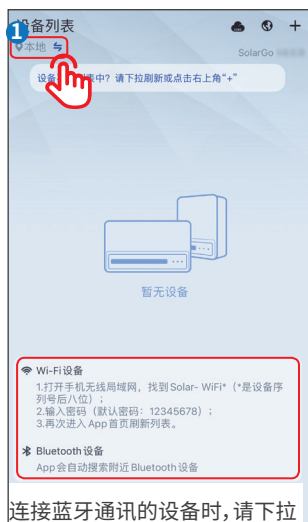 1
设备列表
本地
SolarGo
设备 列表中？请下拉刷新或点击右上角“+”
暂无设备
Wi-Fi设备
1.打开手机无线局域网，找到Solar- WiFi*（*是设备序
列号后八位）；
2.输入密码（默认密码：12345678）；
3.再次进入App首页刷新列表。
Bluetooth设备
App会自动搜索附近Bluetooth设备
连接蓝牙通讯的设备时，请下拉